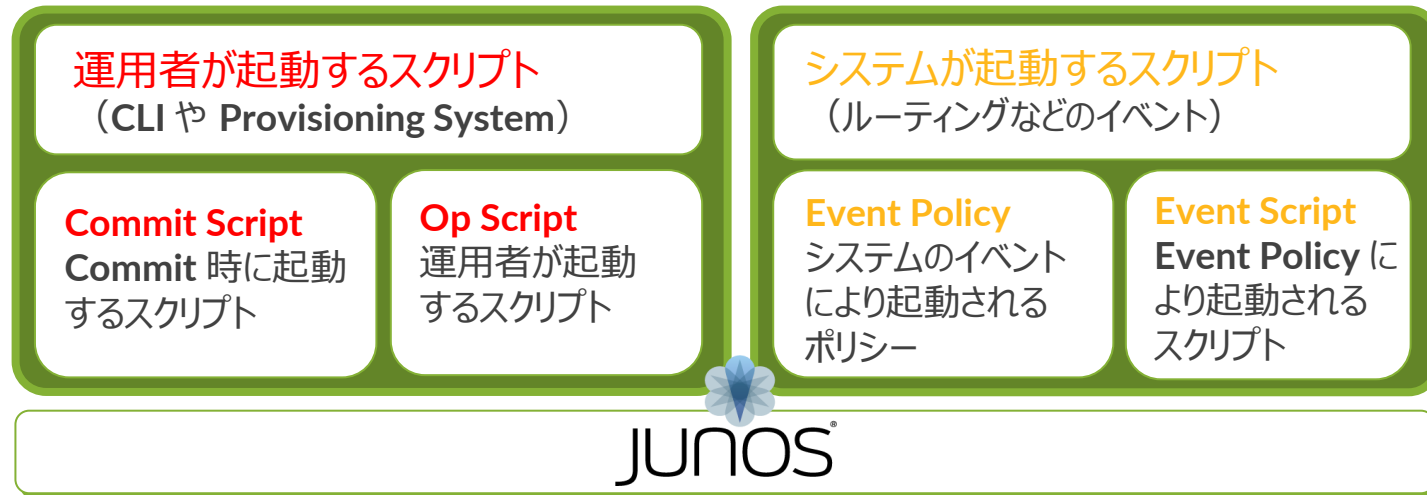 運用者が起動するスクリプト
（CLI や Provisioning System）
Commit Script
Commit 時に起動
するスクリプト
Op Script
運用者が起動
するスクリプト
システムが起動するスクリプト
（ルーティングなどのイベント）
Event Policy
システムのイベント
により起動される
ポリシー
Event Script
Event Policy に
より起動される
スクリプト
JUNOS®